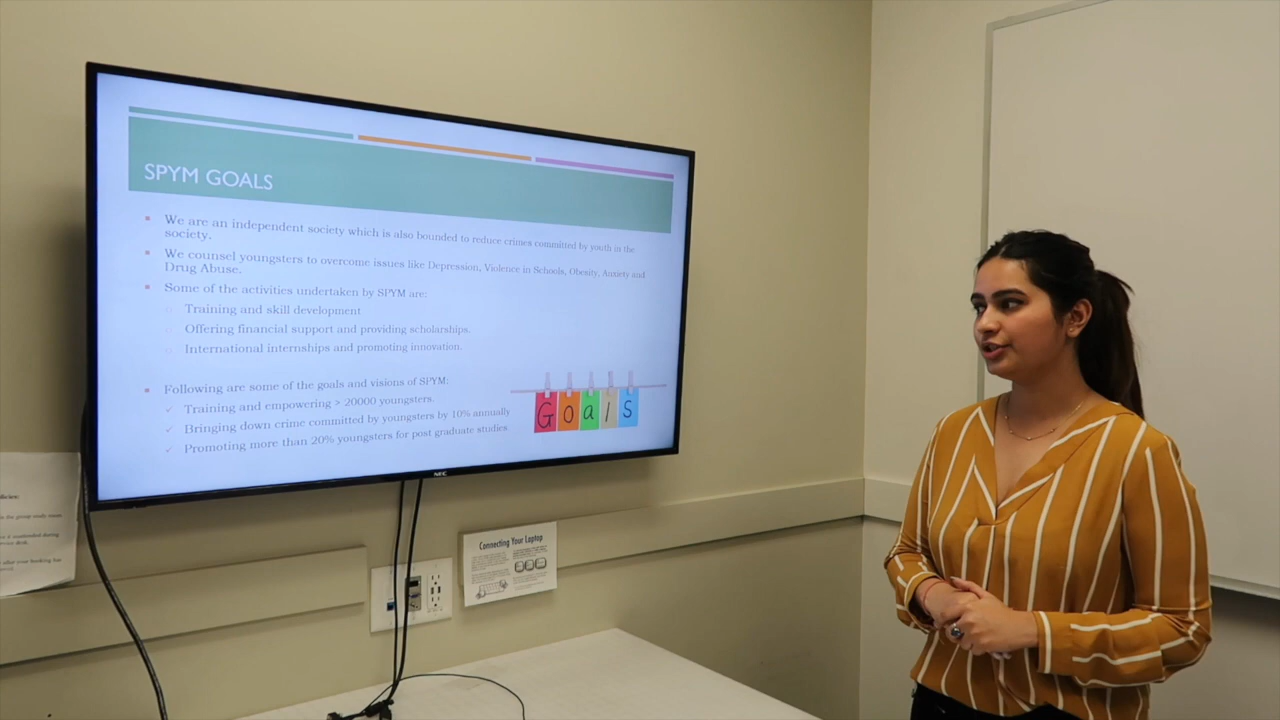 SPYM GOALS
We are an independent society which is also bounded to reduce crimes committed by youth in the
society.
We counsel youngsters to overcome issues like Depression, Violence in Schools, Obesity, Anxiety and
Drug Abuse.
Some of the activities undertaken by SPYM are;
Training and skill development
Offering financial support and providing scholarships.
International internships and promoting innovation.
Following are some of the goals and visions of SPYM:
Training and empowering > 20000 youngsters.
Bringing down crime committed by youngsters by 10% annually
Promoting more than 20% youngsters for post graduate studies
Goals
NEC
Connecting Your Laptop